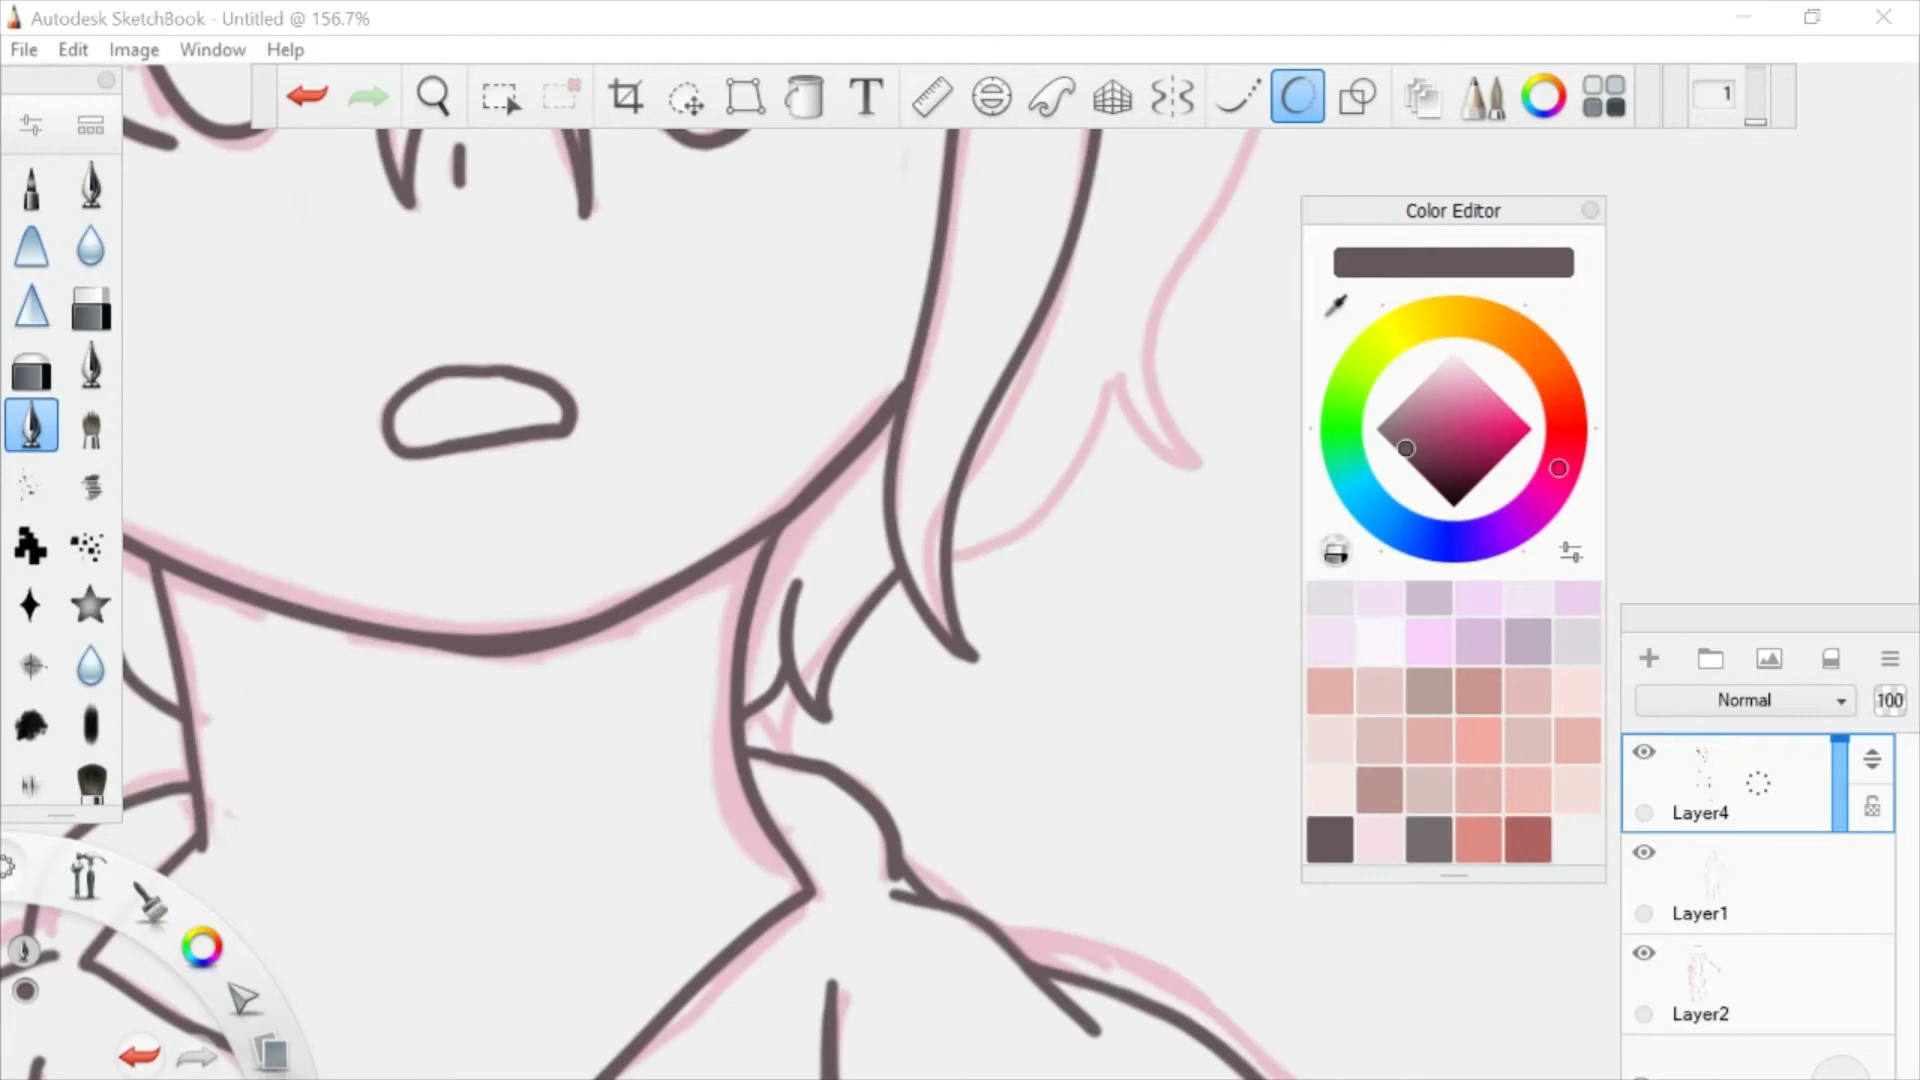 Autodesk SketchBook - Untitled @ 156.7%
File Edit Image Window Help
T
1
Color Editor
Normal 100
Layer4
Layer1
Layer2